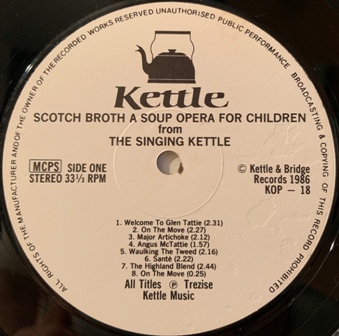 ALL RIGHTS OF THE MANUFACTURER AND OF THE OWNER OF THE RECORDED WORKS RESERVED UNAUTHORISED PUBLIC PERFORMANCE BROADCASTING & COPYING OF THIS RECORD PROHIBITED
Kettle
SCOTCH BROTH A SOUP OPERA FOR CHILDREN
from
THE SINGING KETTLE
MCPS SIDE ONE
STEREO 33⅓ RPM
© Kettle & Bridge
Records 1986
KOP – 18
1. Welcome To Glen Tattie (2.31)
2. On The Move (2.27)
3. Major Artichoke (2.12)
4. Angus McTattie (1.57)
5. Waulking The Tweed (2.16)
6. Santé (2.22)
7. The Highland Blend (2.44)
8. On The Move (0.25)
All Titles ℗ Trezise
Kettle Music